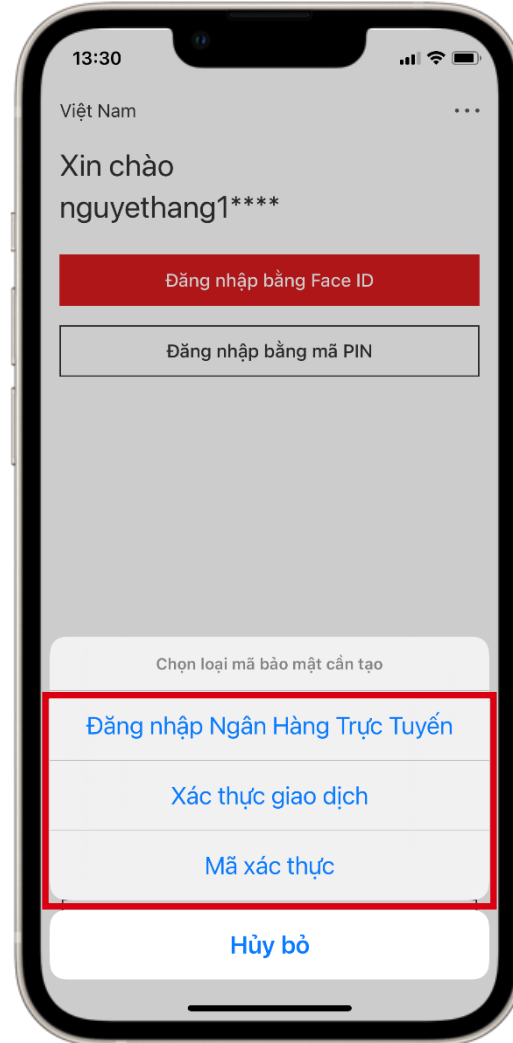 13:30
Việt Nam
Xin chào
nguyethang1****
Đăng nhập bằng Face ID
Đăng nhập bằng mã PIN
Chọn loại mã bảo mật cần tạo
Đăng nhập Ngân Hàng Trực Tuyến
Xác thực giao dịch
Mã xác thực
Hủy bỏ